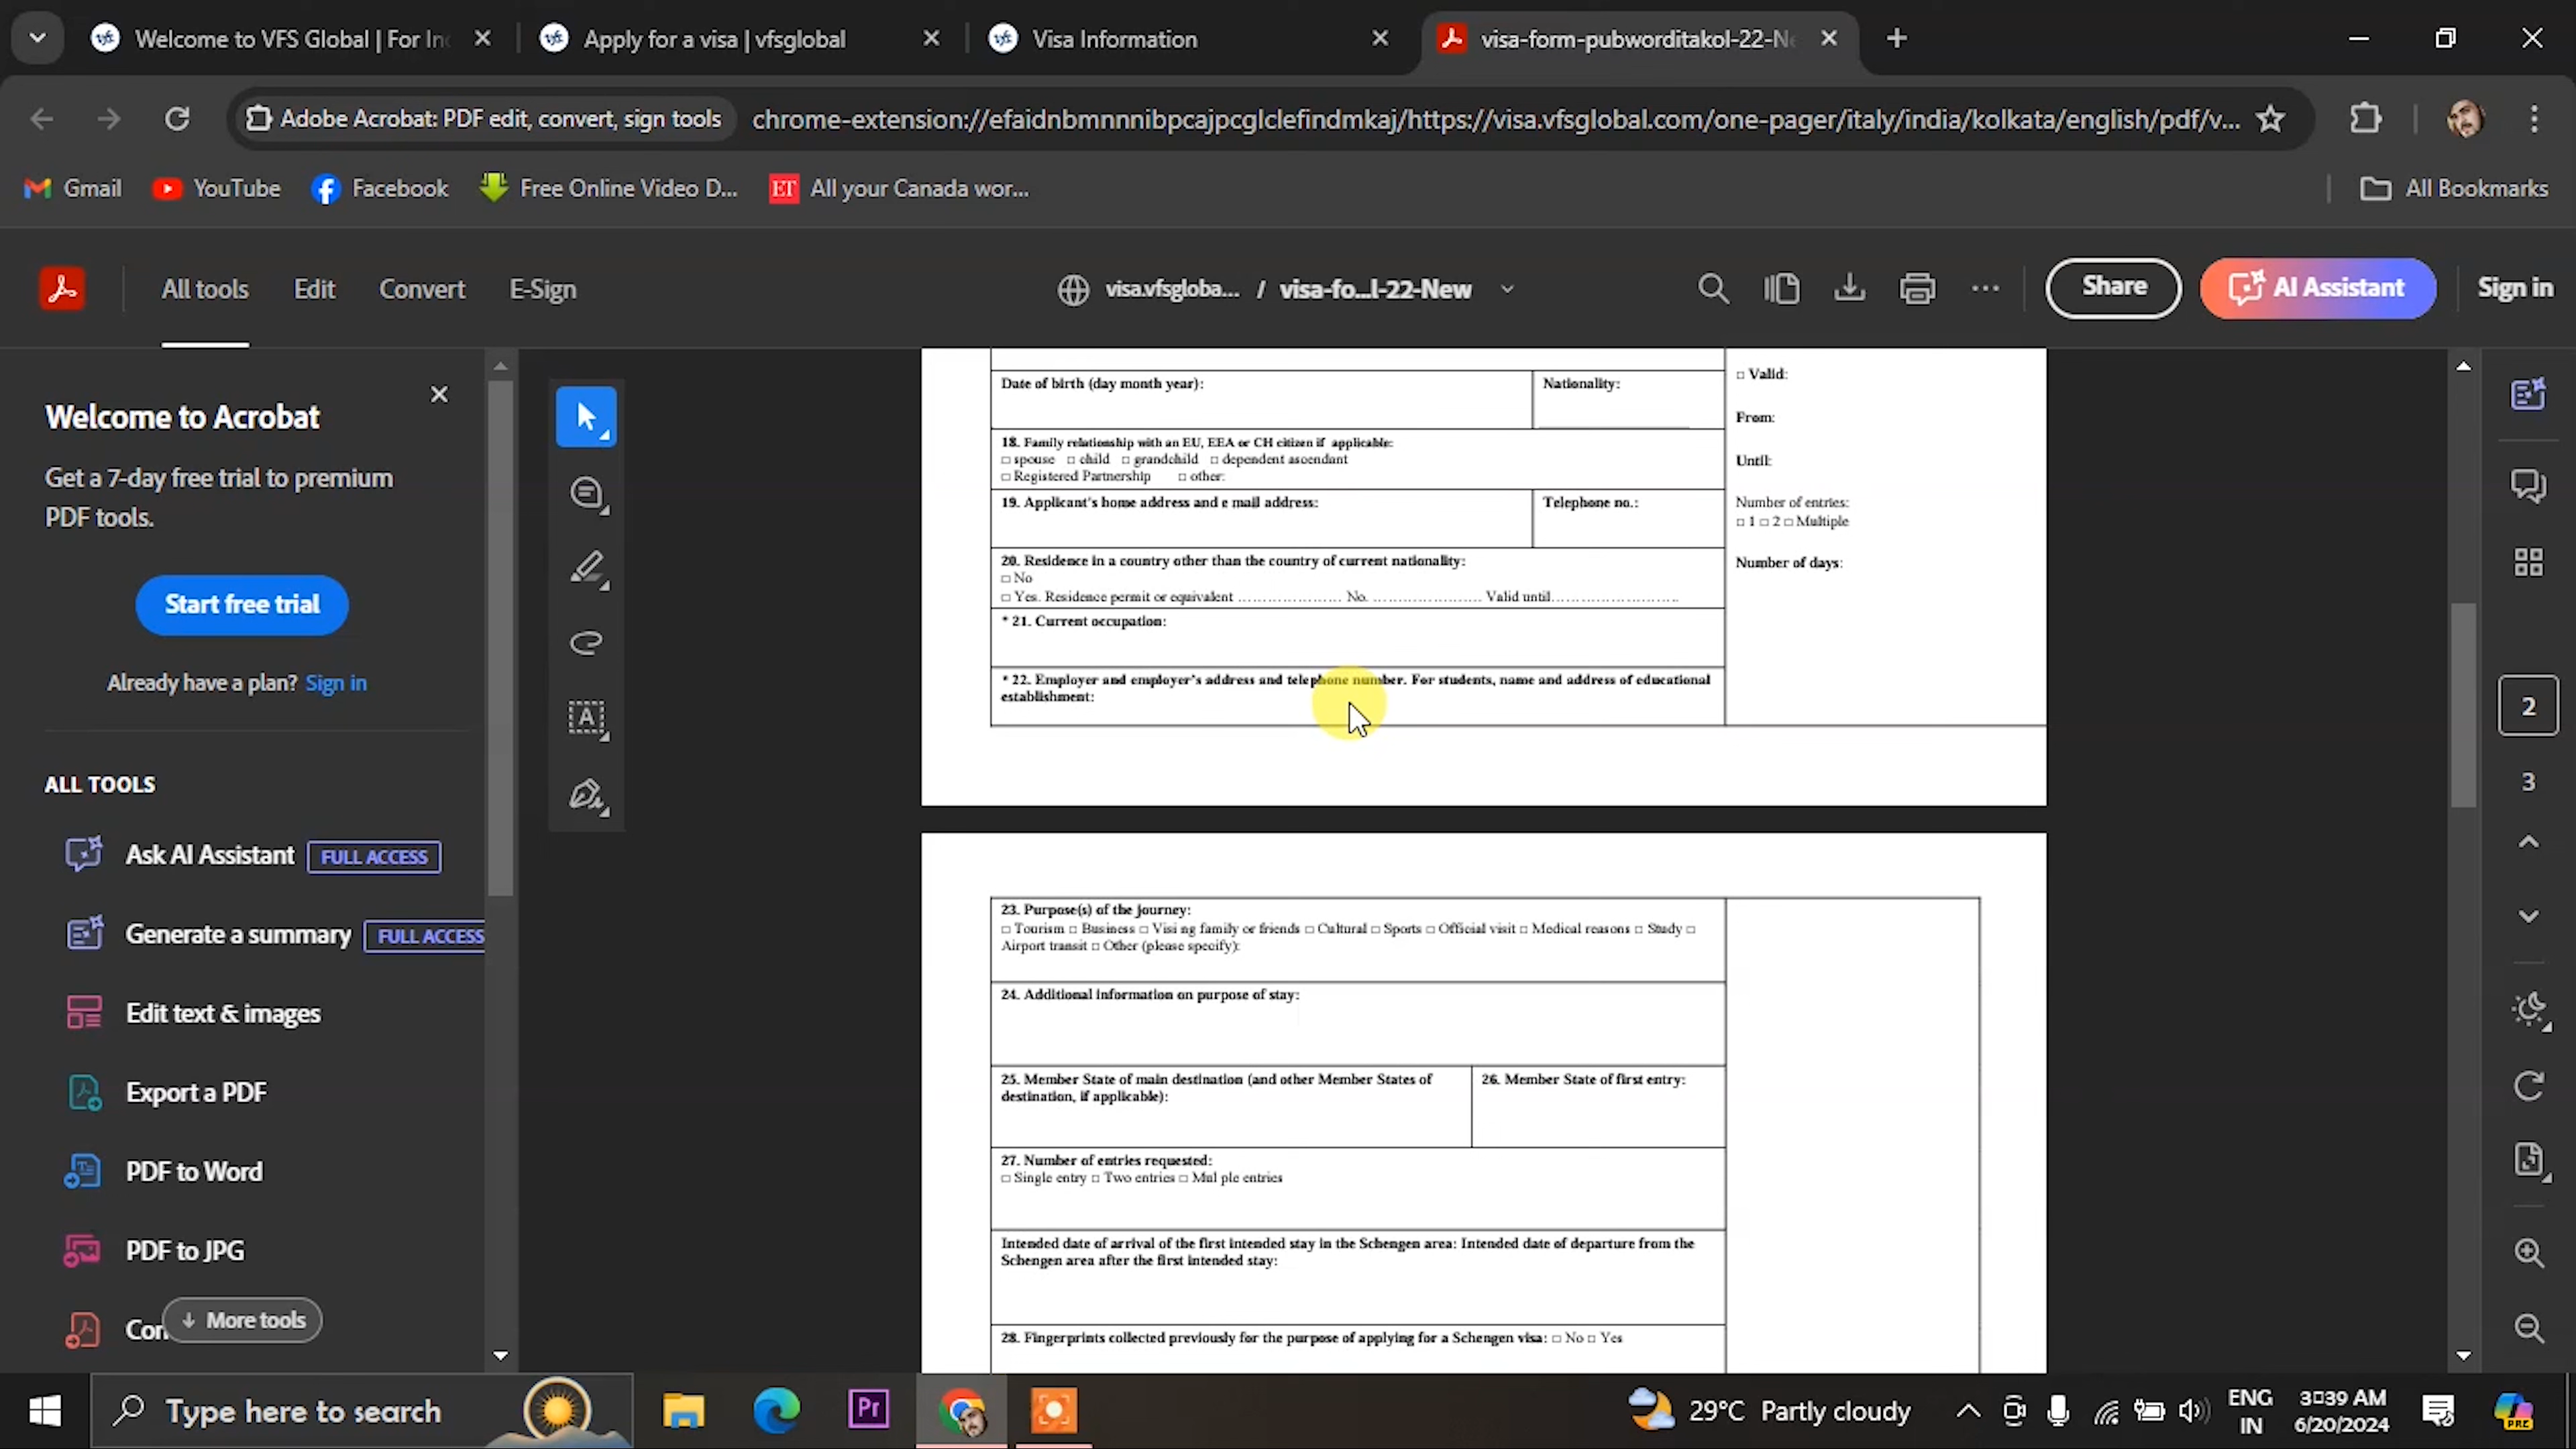 Welcome to VFS Global | For In
Apply for a visa | vfsglobal
Visa Information
visa-form-pubworditakol-22-Ne
Adobe Acrobat: PDF edit, convert, sign tools
chrome-extension://efaidnbmnnnibpcajpcglclefindmkaj/https://visa.vfsglobal.com/one-pager/italy/india/kolkata/english/pdf/v...
Gmail
YouTube
Facebook
Free Online Video D...
ET
All your Canada wor...
All Bookmarks
All tools
Edit
Convert
E-Sign
visa.vfsgloba... / visa-fo...l-22-New
Share
AI Assistant
Sign in
Welcome to Acrobat
Get a 7-day free trial to premium
PDF tools.
Start free trial
Already have a plan? Sign in
ALL TOOLS
Ask AI Assistant FULL ACCESS
Generate a summary FULL ACCESS
Edit text & images
Export a PDF
PDF to Word
PDF to JPG
Con
More tools
Date of birth (day month year):
Nationality:
18. Family relationship with an EU, EEA or CH citizen if applicable:
□ spouse □ child □ grandchild □ dependent ascendant
□ Registered Partnership □ other:
19. Applicant's home address and e mail address:
Telephone no.:
20. Residence in a country other than the country of current nationality:
□ No
□ Yes. Residence permit or equivalent ..................... No. ...................... Valid until..........................
* 21. Current occupation:
* 22. Employer and employer's address and telephone number. For students, name and address of educational
establishment:
□ Valid:
From:
Until:
Number of entries:
□ 1 □ 2 □ Multiple
Number of days:
23. Purpose(s) of the journey:
□ Tourism □ Business □ Visi ng family or friends □ Cultural □ Sports □ Official visit □ Medical reasons □ Study □
Airport transit □ Other (please specify):
24. Additional information on purpose of stay:
25. Member State of main destination (and other Member States of
destination, if applicable):
26. Member State of first entry:
27. Number of entries requested:
□ Single entry □ Two entries □ Mul ple entries
Intended date of arrival of the first intended stay in the Schengen area: Intended date of departure from the
Schengen area after the first intended stay:
28. Fingerprints collected previously for the purpose of applying for a Schengen visa: □ No □ Yes
2
3
Type here to search
Pr
29°C Partly cloudy
ENG
IN
3:39 AM
6/20/2024
PRE